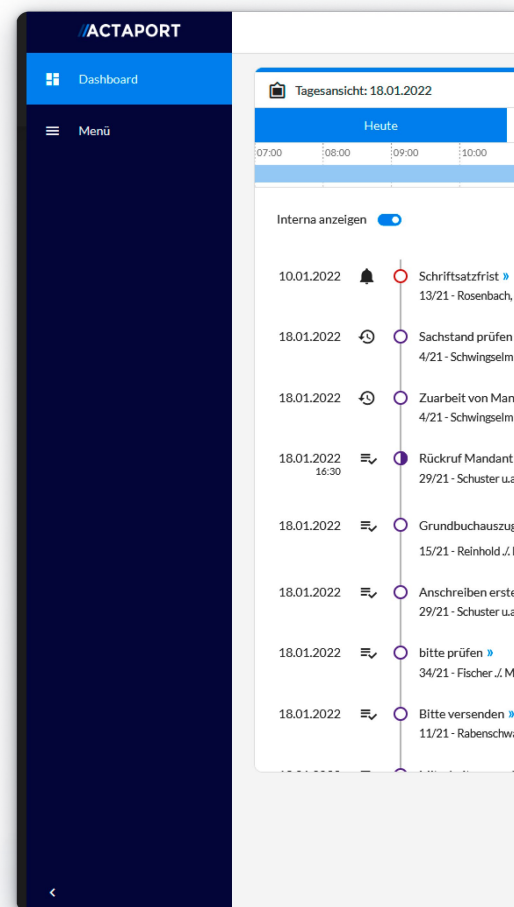 //ACTAPORT
Dashboard
Menü
Tagesansicht: 18.01.2022
Heute
07:00 08:00 09:00 10:00
Interna anzeigen
10.01.2022 Schriftsatzfrist »
13/21 - Rosenbach,
18.01.2022 Sachstand prüfen
4/21 - Schwingselm
18.01.2022 Zuarbeit von Man
4/21 - Schwingselm
18.01.2022 Rückruf Mandant
16:30 29/21 - Schuster u.a
18.01.2022 Grundbuchauszug
15/21 - Reinhold ./.
18.01.2022 Anschreiben erste
29/21 - Schuster u.a
18.01.2022 bitte prüfen »
34/21 - Fischer ./. M
18.01.2022 Bitte versenden »
11/21 - Rabenschwa